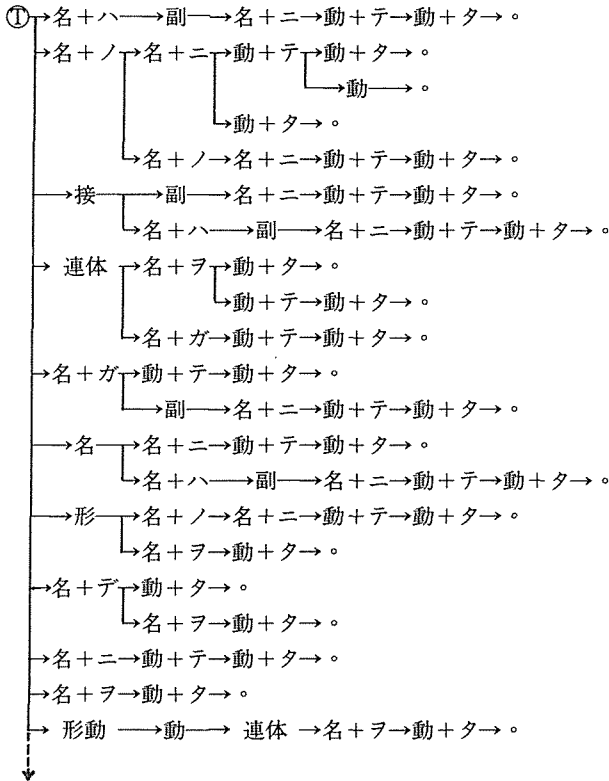 Ⓣ→名+ハ→副→名+ニ→動+テ→動+タ→。
→名+ノ→名+ニ→動+テ→動+タ→。
→動→。
→動+タ→。
→名+ノ→名+ニ→動+テ→動+タ→。
→接→副→名+ニ→動+テ→動+タ→。
→名+ハ→副→名+ニ→動+テ→動+タ→。
→連体→名+ヲ→動+タ→。
→動+テ→動+タ→。
→名+ガ→動+テ→動+タ→。
→名+ガ→動+テ→動+タ→。
→副→名+ニ→動+テ→動+タ→。
→名→名+ニ→動+テ→動+タ→。
→名+ハ→副→名+ニ→動+テ→動+タ→。
→形→名+ノ→名+ニ→動+テ→動+タ→。
→名+ヲ→動+タ→。
→名+デ→動+タ→。
→名+ヲ→動+タ→。
→名+ニ→動+テ→動+タ→。
→名+ヲ→動+タ→。
→形動→動→連体→名+ヲ→動+タ→。